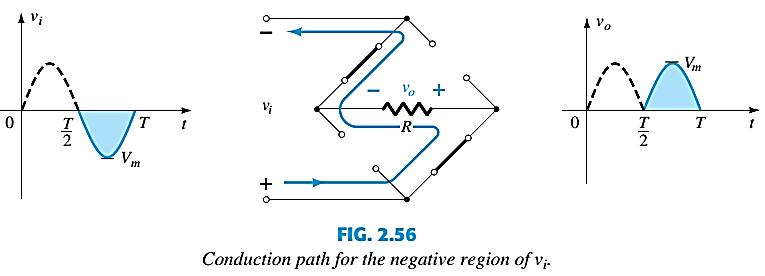 v_i
0
T/2
T
t
V_m
−
v_i
+
− v_o +
R
v_o
V_m
0
T/2
T
t
FIG. 2.56
Conduction path for the negative region of v_i.